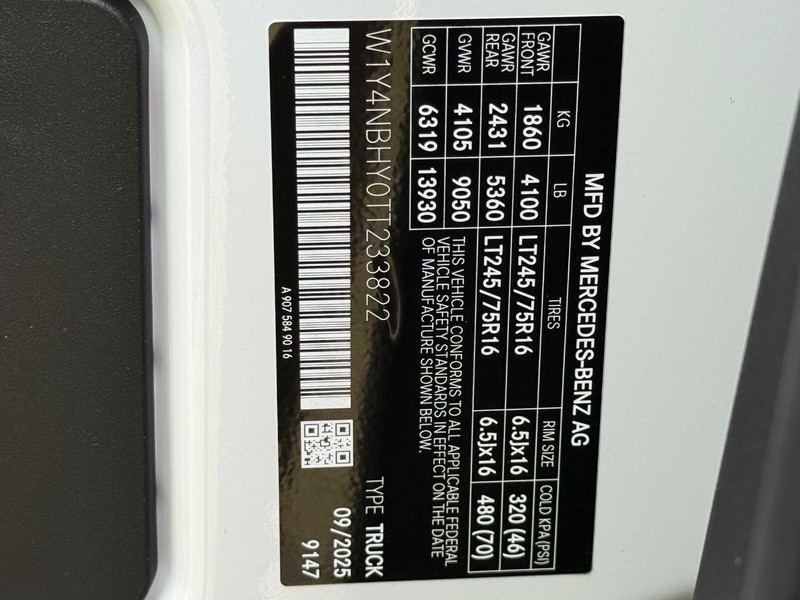 MFD BY MERCEDES-BENZ AG
KG LB TIRES RIM SIZE COLD KPA (PSI)
GAWR FRONT 1860 4100 LT245/75R16 6.5Jx16 320 (46)
GAWR REAR 2431 5360 LT245/75R16 6.5Jx16 480 (70)
GVWR 4105 9050
GCWR 6319 13930
THIS VEHICLE CONFORMS TO ALL APPLICABLE FEDERAL
VEHICLE SAFETY STANDARDS IN EFFECT ON THE DATE
OF MANUFACTURE SHOWN BELOW.
W1Y4NBHY0TT233822
TYPE TRUCK
09/2025
9147
A 907 584 90 16